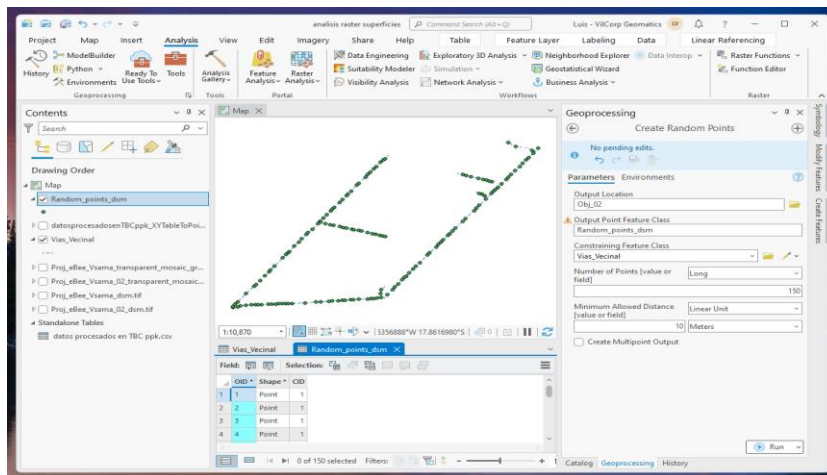 analisis raster superficies
Command Search (Alt+Q)
Luis - VilCorp Geomatics
LV
?
Project Map Insert Analysis View Edit Imagery Share Help Table Feature Layer Labeling Data Linear Referencing
History
ModelBuilder
Python
Environments
Ready To Use Tools
Tools
Analysis Gallery
Feature Analysis
Raster Analysis
Data Engineering
Suitability Modeler
Visibility Analysis
Exploratory 3D Analysis
Simulation
Network Analysis
Neighborhood Explorer
Geostatistical Wizard
Business Analysis
Data Interop
Raster Functions
Function Editor
Geoprocessing Tools Portal Workflows Raster
Contents
Search
Drawing Order
Map
Random_points_dsm
datosprocesadosenTBCppk_XYTableToPoi...
Vias_Vecinal
Proj_eBee_Vsama_transparent_mosaic_gr...
Proj_eBee_Vsama_02_transparent_mosaic...
Proj_eBee_Vsama_dsm.tif
Proj_eBee_Vsama_02_dsm.tif
Standalone Tables
datos procesados en TBC ppk.csv
Map
1:10,870
3356888°W 17.8616980°S
0
Vias_Vecinal Random_points_dsm
Field: Selection:
OID * Shape * CID
1 1 Point 1
2 2 Point 1
3 3 Point 1
4 4 Point 1
0 of 150 selected Filters:
Geoprocessing
Create Random Points
No pending edits.
Parameters Environments
Output Location
Obj_02
Output Point Feature Class
Random_points_dsm
Constraining Feature Class
Vias_Vecinal
Number of Points [value or field]
Long
150
Minimum Allowed Distance [value or field]
Linear Unit
10 Meters
Create Multipoint Output
Run
Catalog Geoprocessing History
Symbology
Modify Features
Create Features